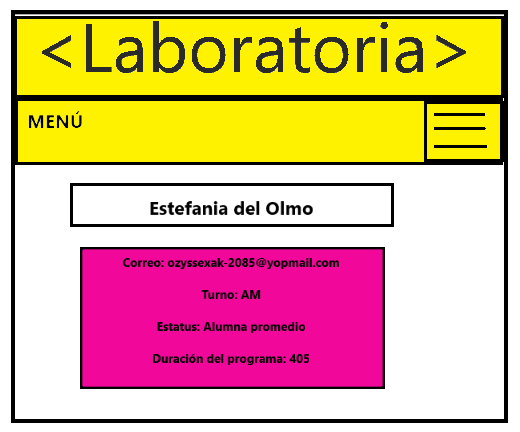 <Laboratoria>
MENÚ
Estefania del Olmo
Correo: ozyssexak-2085@yopmail.com
Turno: AM
Estatus: Alumna promedio
Duración del programa: 405